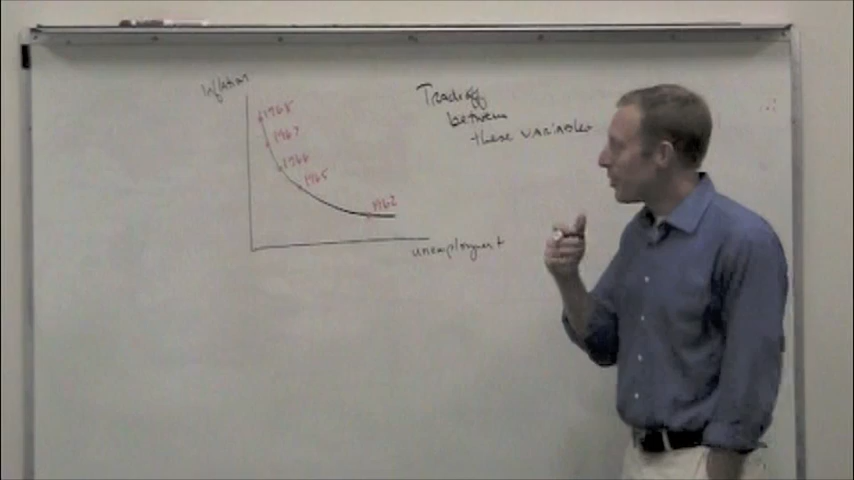 Inflation
1968
1967
1966
1965
1962
unemployment
Tradeoff
between
these variables